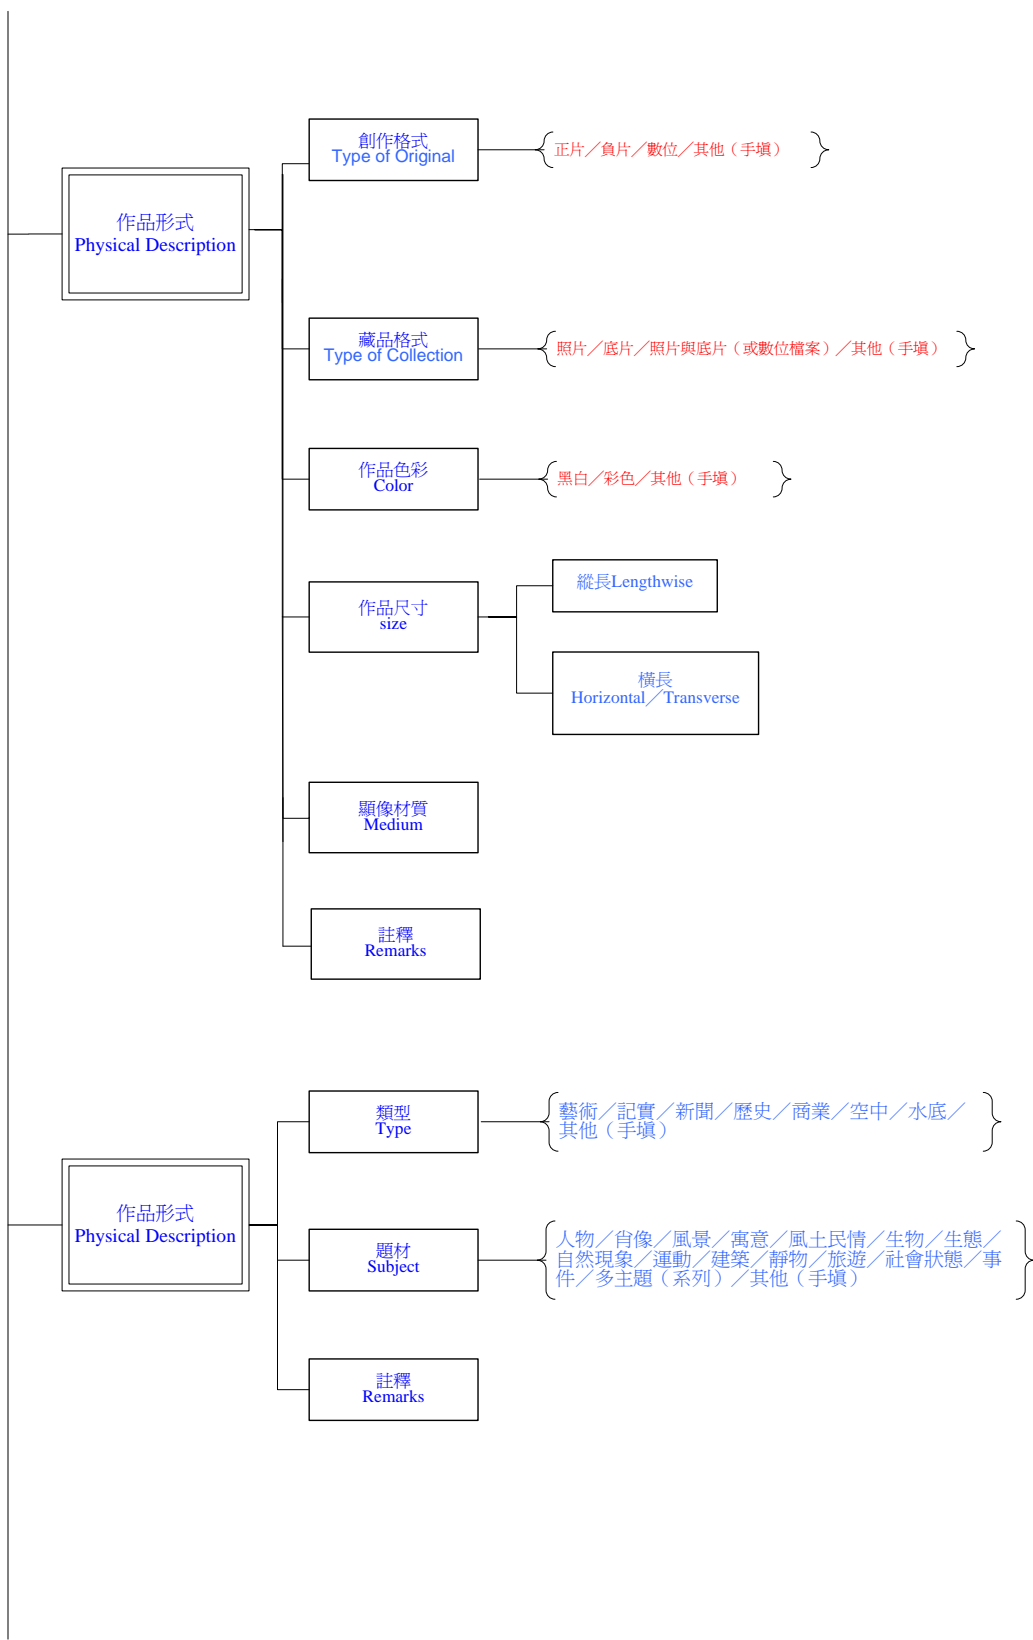 作品形式
Physical Description
創作格式
Type of Original
正片／負片／數位／其他（手塡）
藏品格式
Type of Collection
照片／底片／照片與底片（或數位檔案）／其他（手塡）
作品色彩
Color
黑白／彩色／其他（手塡）
作品尺寸
size
縱長Lengthwise
橫長
Horizontal／Transverse
顯像材質
Medium
註釋
Remarks
作品形式
Physical Description
類型
Type
藝術／記實／新聞／歷史／商業／空中／水底／
其他（手塡）
題材
Subject
人物／肖像／風景／寓意／風土民情／生物／生態／
自然現象／運動／建築／靜物／旅遊／社會狀態／事
件／多主題（系列）／其他（手塡）
註釋
Remarks